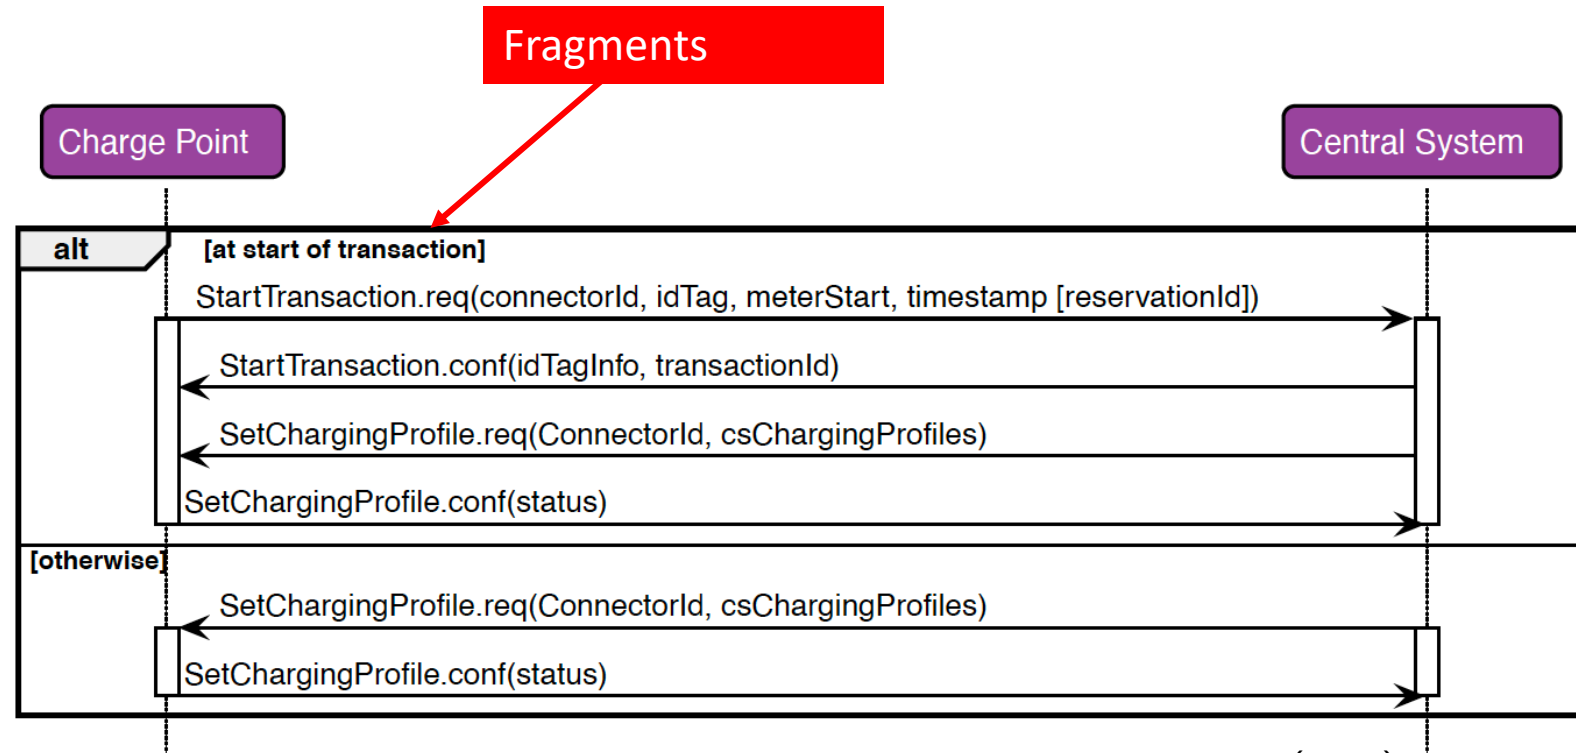 Fragments
Charge Point
Central System
alt
[at start of transaction]
StartTransaction.req(connectorId, idTag, meterStart, timestamp [reservationId])
StartTransaction.conf(idTagInfo, transactionId)
SetChargingProfile.req(ConnectorId, csChargingProfiles)
SetChargingProfile.conf(status)
[otherwise]
SetChargingProfile.req(ConnectorId, csChargingProfiles)
SetChargingProfile.conf(status)